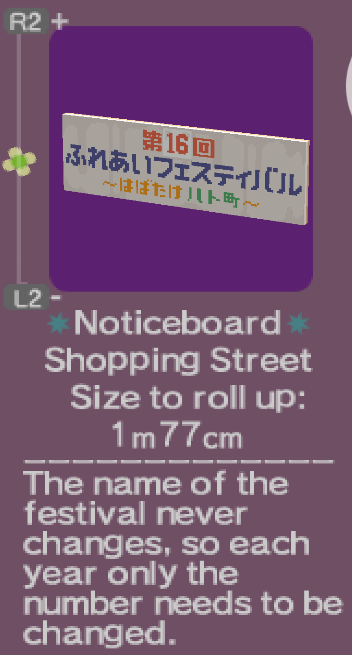 R2 +
第16回
ふれあいフェスティバル
～はばたけハト町～
L2 -
Noticeboard
Shopping Street
Size to roll up:
1m77cm
The name of the
festival never
changes, so each
year only the
number needs to be
changed.